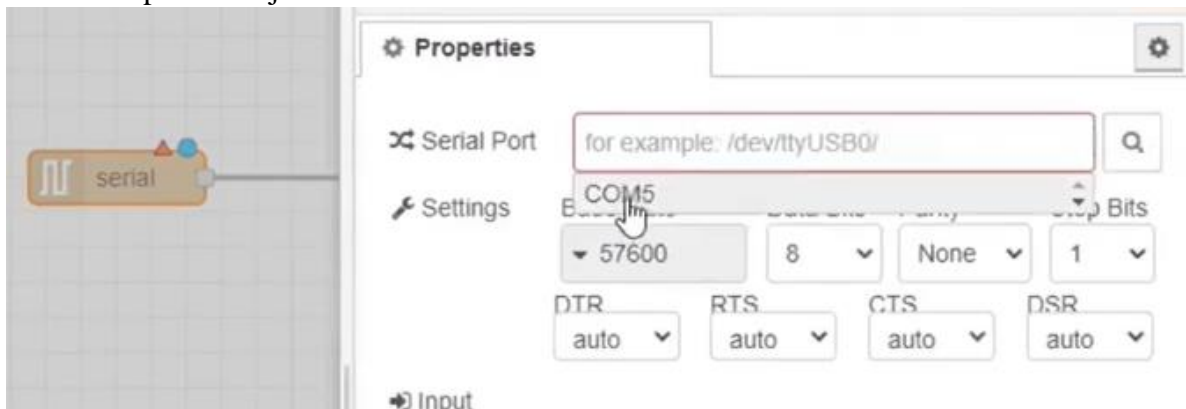 Properties
Serial Port
for example: /dev/ttyUSB0/
serial
COM5
Settings
Bits
57600
8
None
1
DTR RTS CTS DSR
auto auto auto auto
Input